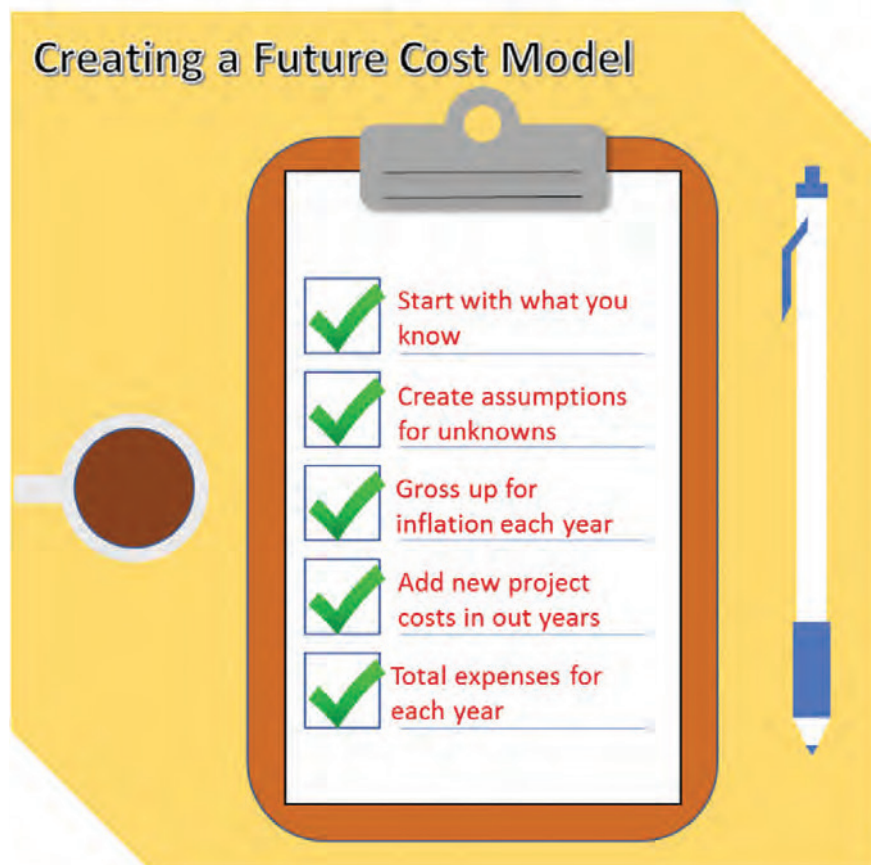 Creating a Future Cost Model
Start with what you
know
Create assumptions
for unknowns
Gross up for
inflation each year
Add new project
costs in out years
Total expenses for
each year